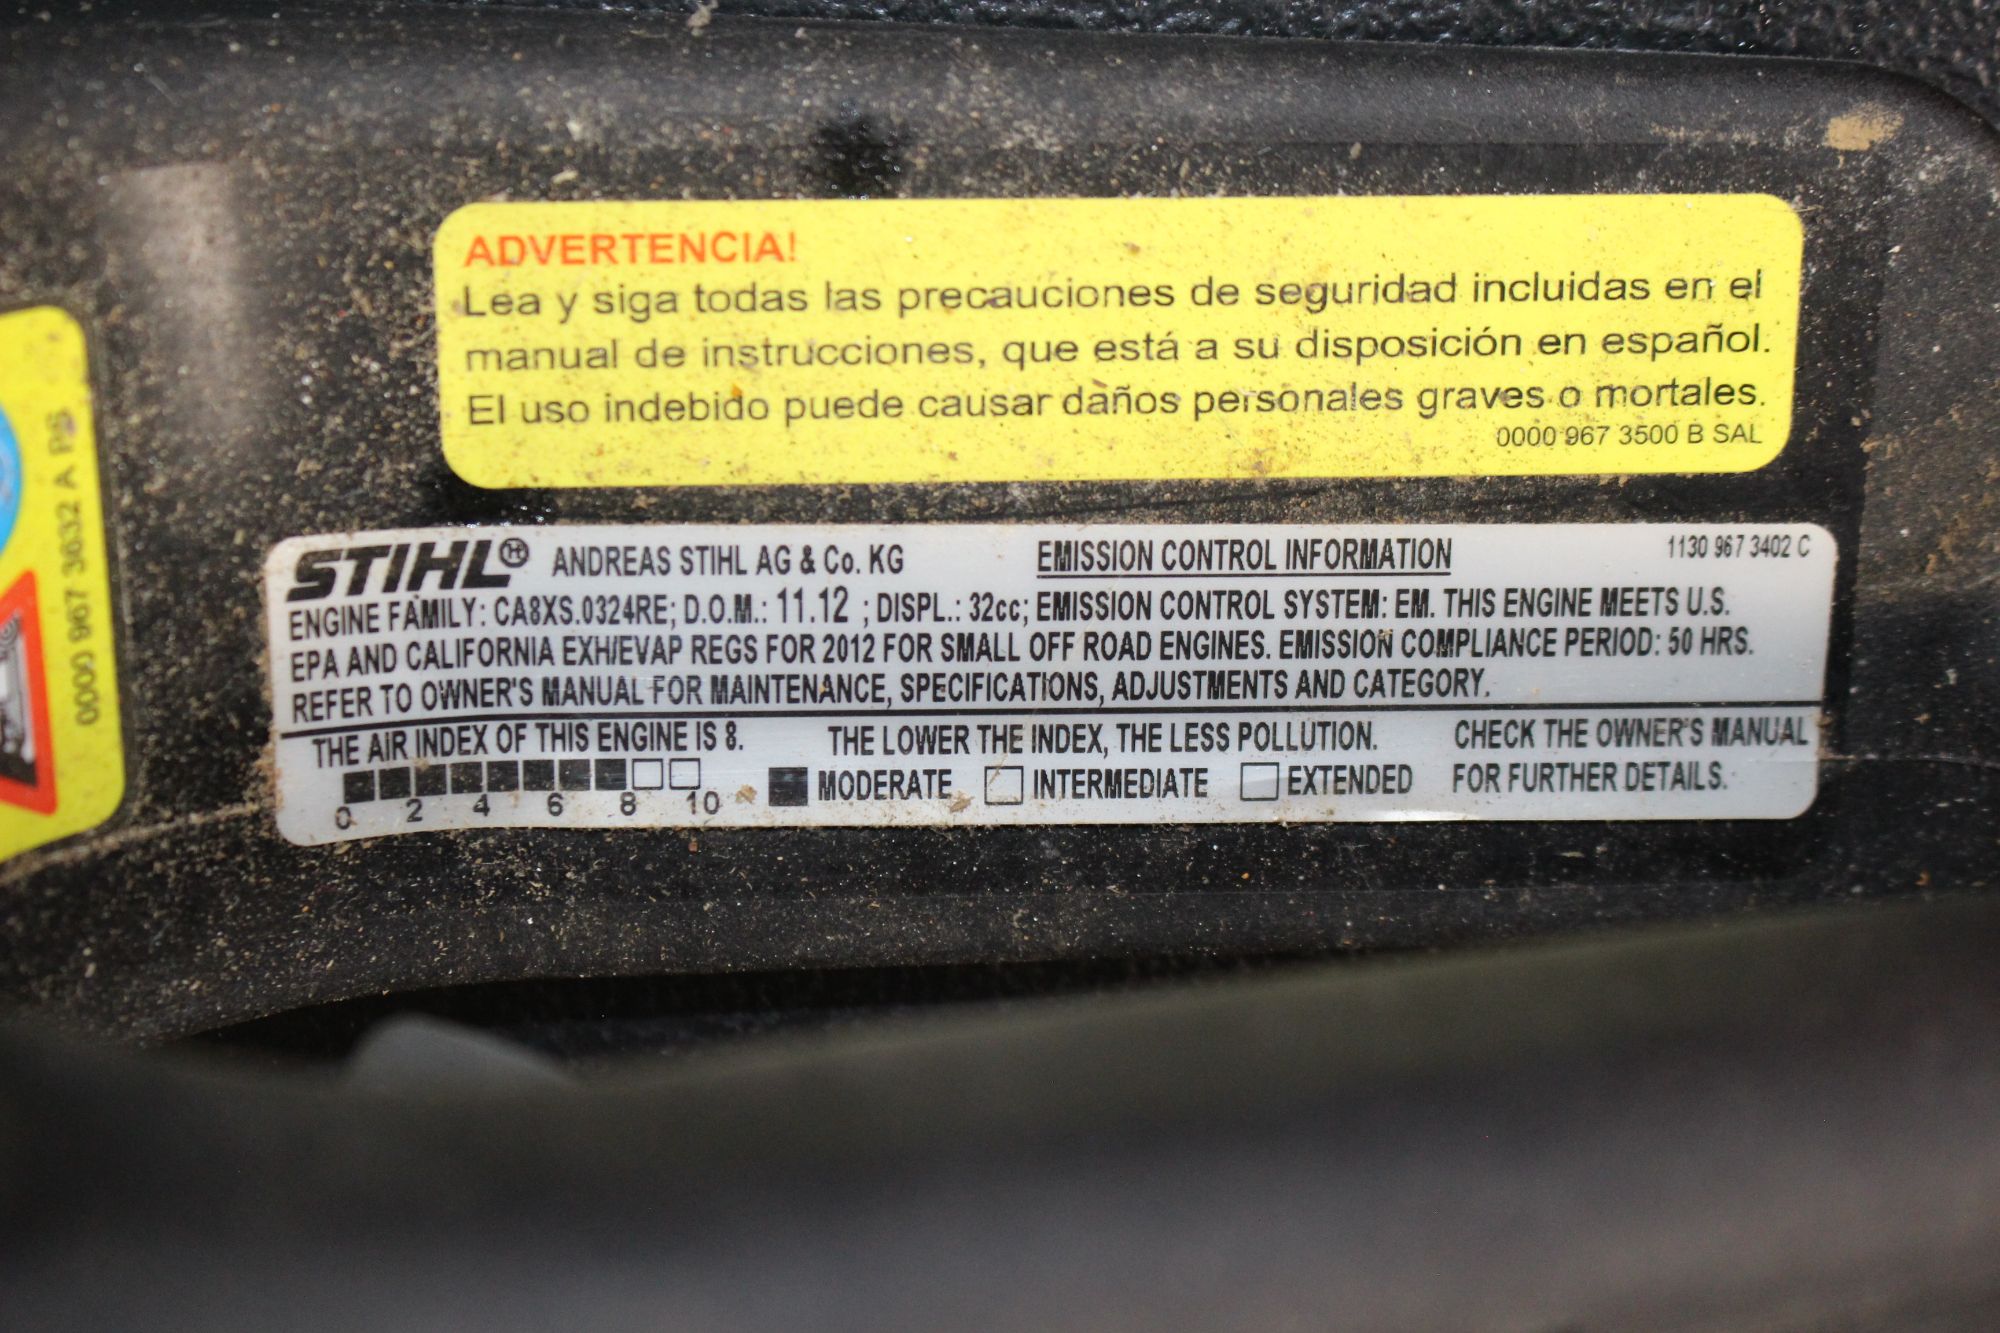 ADVERTENCIA!
Lea y siga todas las precauciones de seguridad incluidas en el
manual de instrucciones, que está a su disposición en español.
El uso indebido puede causar daños personales graves o mortales.
0000 967 3500 B SAL
0000 967 3632 A PS
STIHL® ANDREAS STIHL AG & Co. KG EMISSION CONTROL INFORMATION 1130 967 3402 C
ENGINE FAMILY: CA8XS.0324RE; D.O.M.: 11.12 ; DISPL.: 32cc; EMISSION CONTROL SYSTEM: EM. THIS ENGINE MEETS U.S.
EPA AND CALIFORNIA EXH/EVAP REGS FOR 2012 FOR SMALL OFF ROAD ENGINES. EMISSION COMPLIANCE PERIOD: 50 HRS.
REFER TO OWNER'S MANUAL FOR MAINTENANCE, SPECIFICATIONS, ADJUSTMENTS AND CATEGORY.
THE AIR INDEX OF THIS ENGINE IS 8. THE LOWER THE INDEX, THE LESS POLLUTION. CHECK THE OWNER'S MANUAL
MODERATE INTERMEDIATE EXTENDED FOR FURTHER DETAILS.
0 2 4 6 8 10